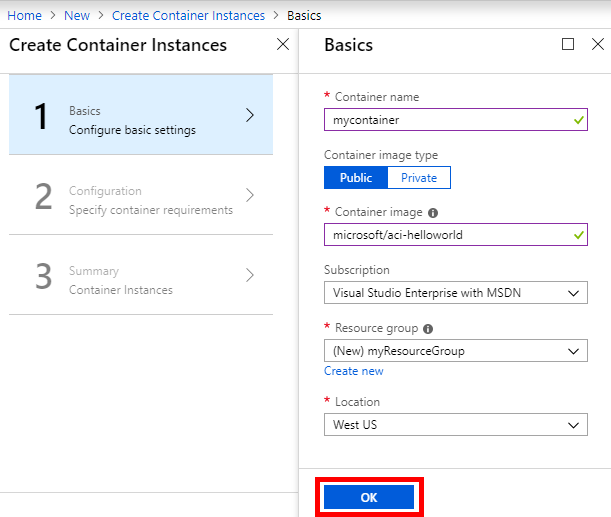 Home > New > Create Container Instances > Basics
Create Container Instances
1
Basics
Configure basic settings
2
Configuration
Specify container requirements
3
Summary
Container Instances
Basics
* Container name
mycontainer
Container image type
Public Private
* Container image
microsoft/aci-helloworld
Subscription
Visual Studio Enterprise with MSDN
* Resource group
(New) myResourceGroup
Create new
* Location
West US
OK